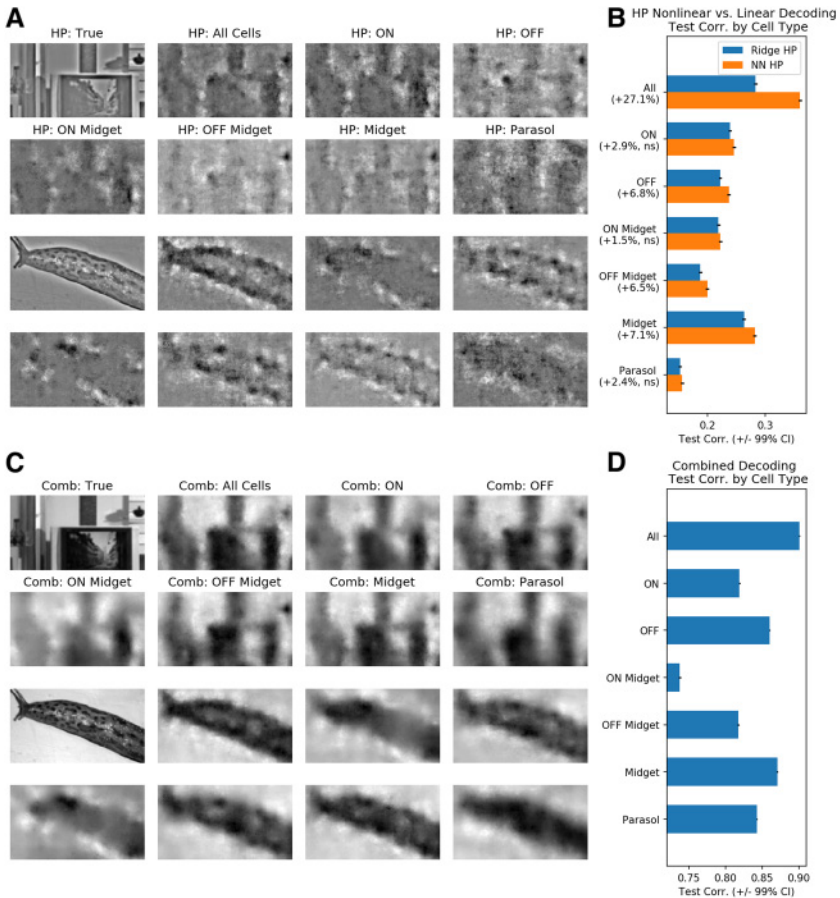 A
HP: True
HP: All Cells
HP: ON
HP: OFF
HP: ON Midget
HP: OFF Midget
HP: Midget
HP: Parasol
B
HP Nonlinear vs. Linear Decoding
Test Corr. by Cell Type
Ridge HP
NN HP
All
(+27.1%)
ON
(+2.9%, ns)
OFF
(+6.8%)
ON Midget
(+1.5%, ns)
OFF Midget
(+6.5%)
Midget
(+7.1%)
Parasol
(+2.4%, ns)
0.2
0.3
Test Corr. (+/- 99% CI)
C
Comb: True
Comb: All Cells
Comb: ON
Comb: OFF
Comb: ON Midget
Comb: OFF Midget
Comb: Midget
Comb: Parasol
D
Combined Decoding
Test Corr. by Cell Type
All
ON
OFF
ON Midget
OFF Midget
Midget
Parasol
0.75
0.80
0.85
0.90
Test Corr. (+/- 99% CI)